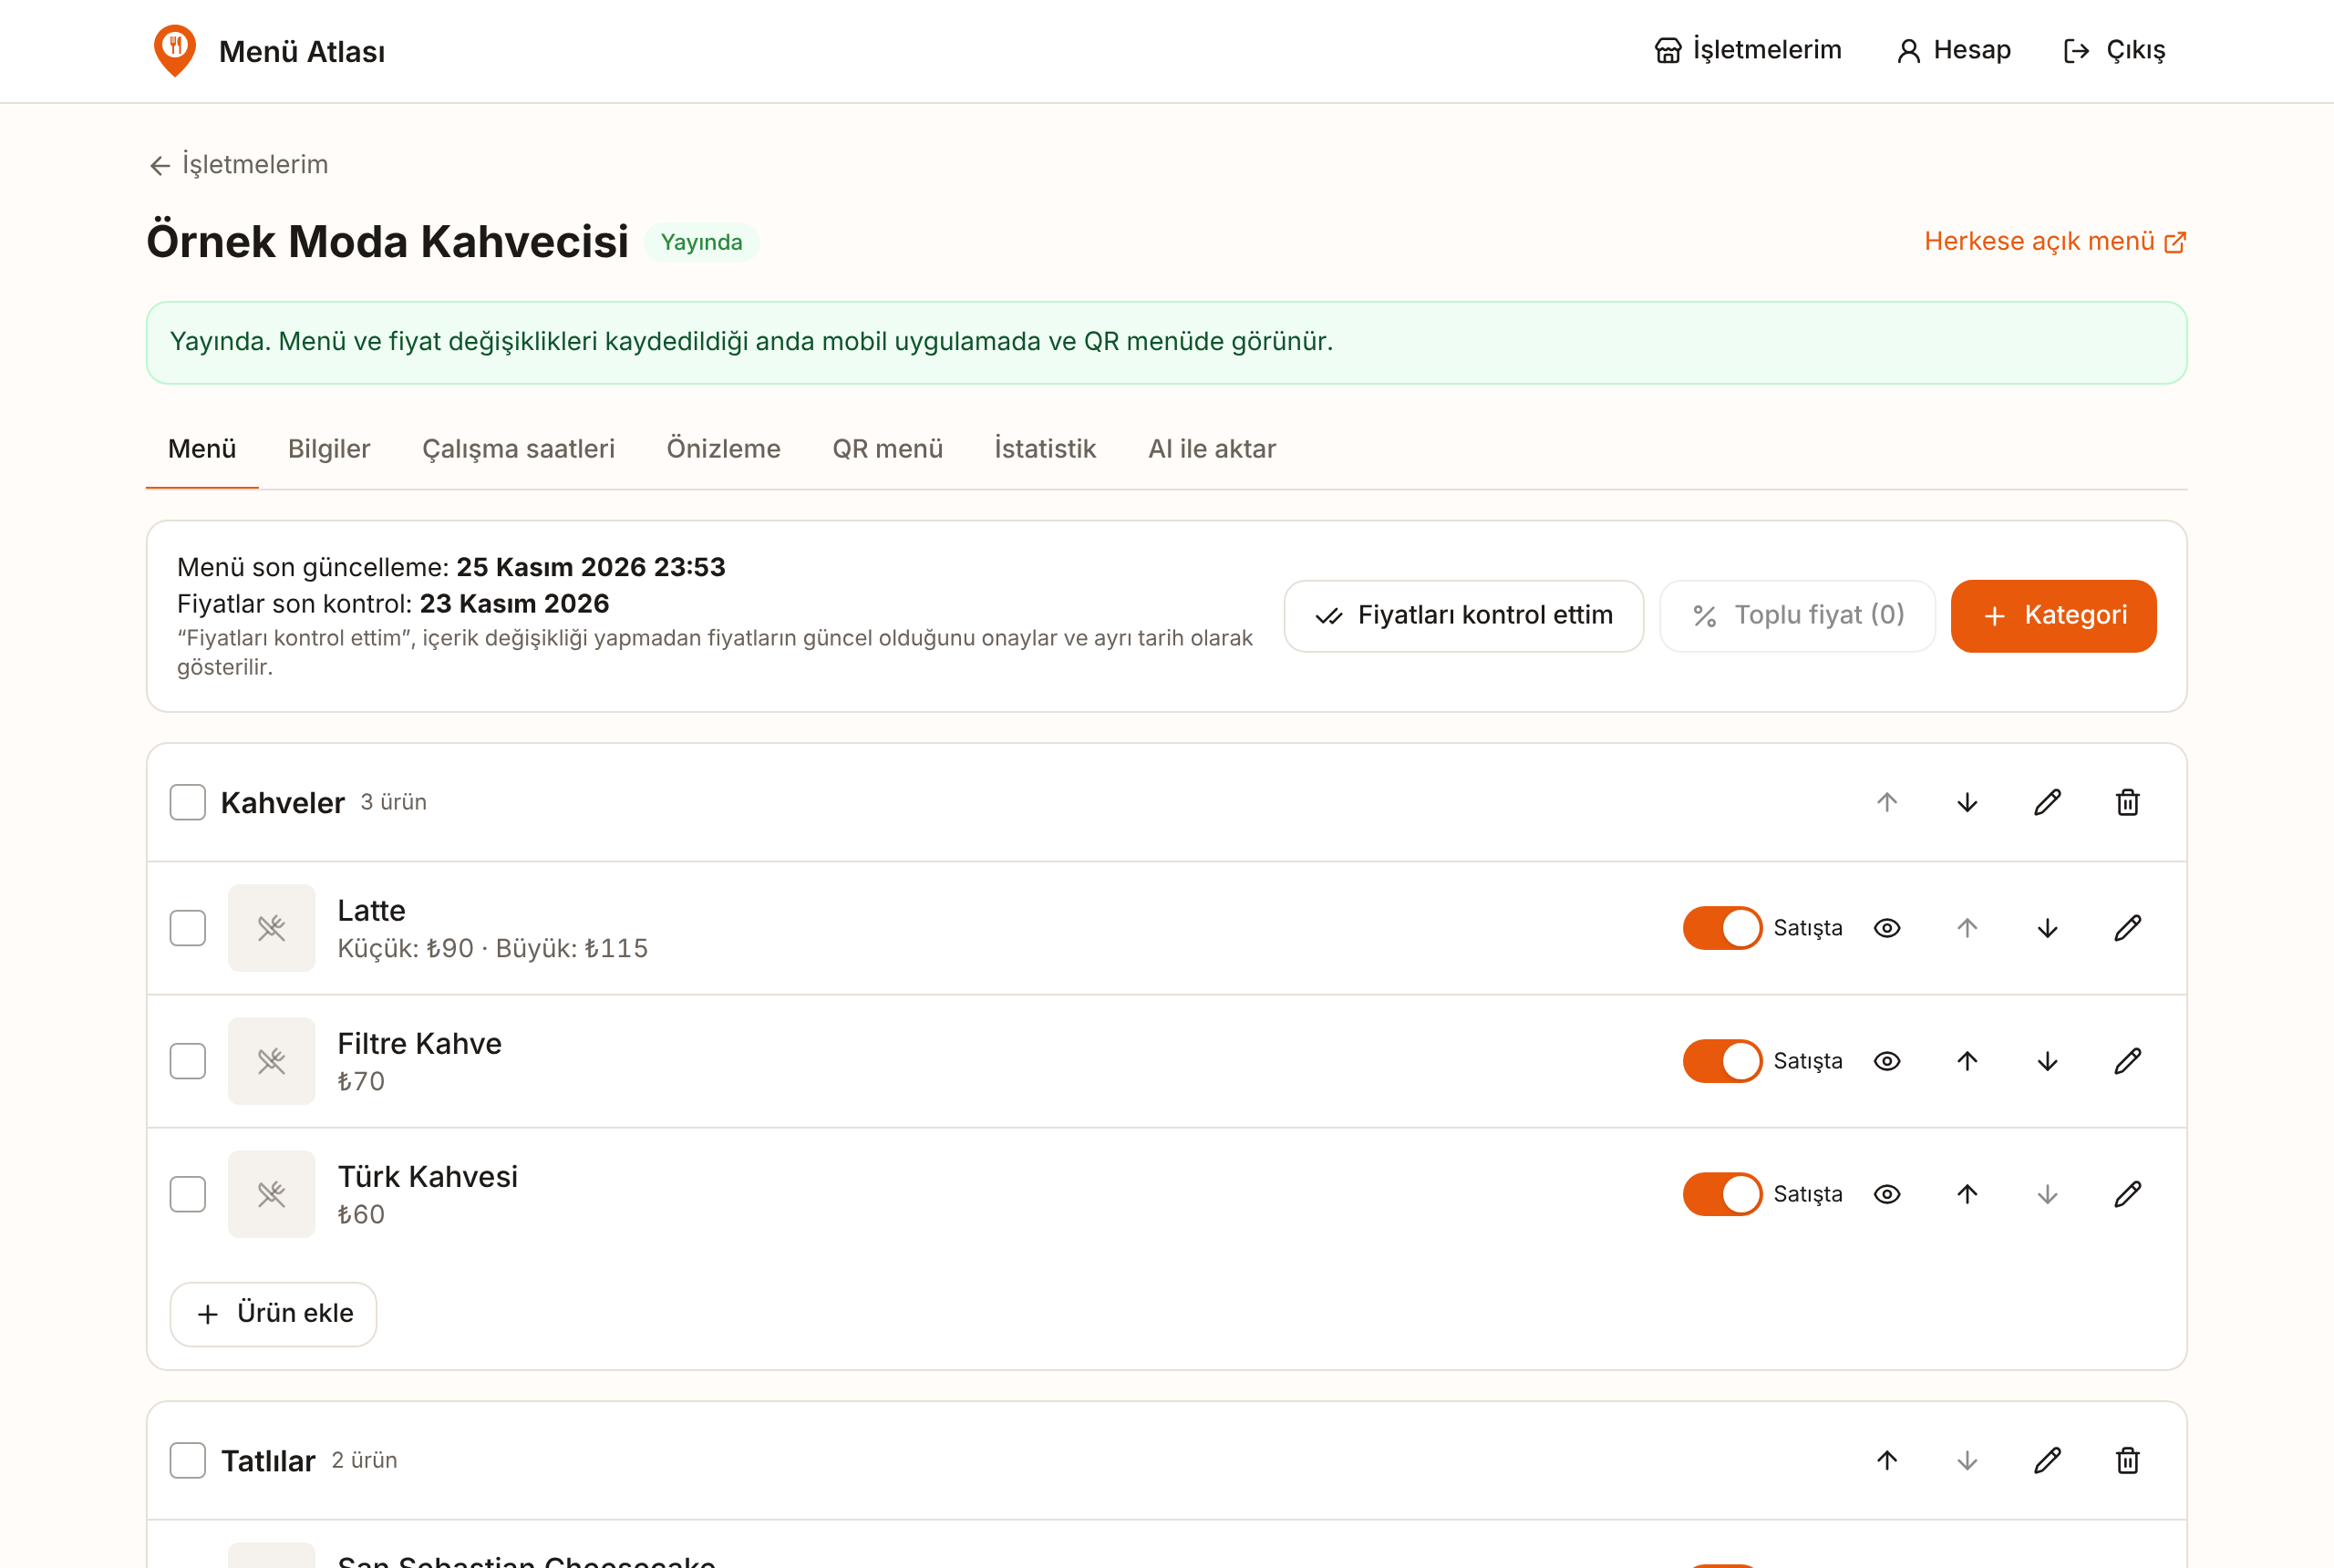 Menü Atlası
İşletmelerim
Hesap
Çıkış
İşletmelerim
Örnek Moda Kahvecisi
Yayında
Herkese açık menü
Yayında. Menü ve fiyat değişiklikleri kaydedildiği anda mobil uygulamada ve QR menüde görünür.
Menü
Bilgiler
Çalışma saatleri
Önizleme
QR menü
İstatistik
AI ile aktar
Menü son güncelleme: 25 Kasım 2026 23:53
Fiyatlar son kontrol: 23 Kasım 2026
“Fiyatları kontrol ettim”, içerik değişikliği yapmadan fiyatların güncel olduğunu onaylar ve ayrı tarih olarak
gösterilir.
Fiyatları kontrol ettim
% Toplu fiyat (0)
+ Kategori
Kahveler 3 ürün
Latte
Küçük: ₺90 · Büyük: ₺115
Satışta
Filtre Kahve
₺70
Satışta
Türk Kahvesi
₺60
Satışta
+ Ürün ekle
Tatlılar 2 ürün
San Sebastian Cheesecake